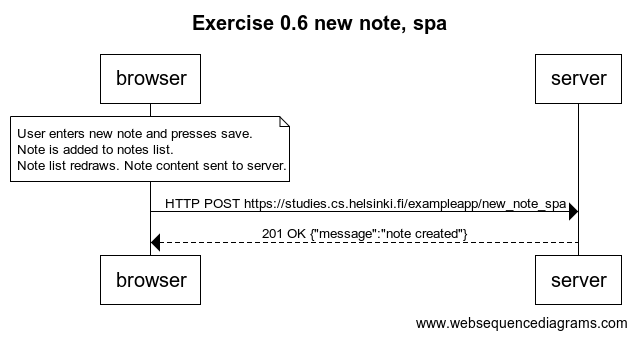 Exercise 0.6 new note, spa
browser
server
User enters new note and presses save.
Note is added to notes list.
Note list redraws. Note content sent to server.
HTTP POST https://studies.cs.helsinki.fi/exampleapp/new_note_spa
201 OK {"message":"note created"}
browser
server
www.websequencediagrams.com